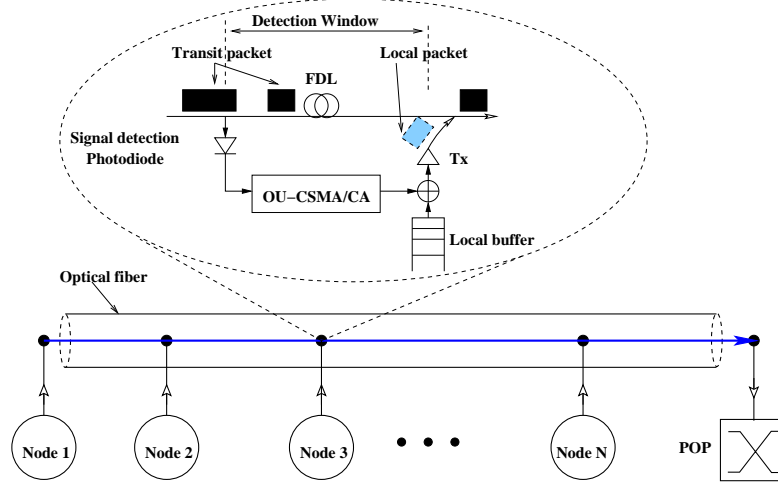 Detection Window
Transit packet
Local packet
FDL
Signal detection
Photodiode
Tx
OU−CSMA/CA
Local buffer
Optical fiber
Node 1
Node 2
Node 3
Node N
POP